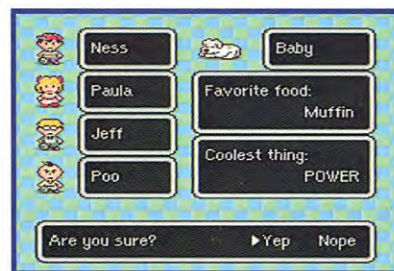 Ness
Baby
Paula
Favorite food:
Muffin
Jeff
Coolest thing:
POWER
Poo
Are you sure? ▶Yep Nope